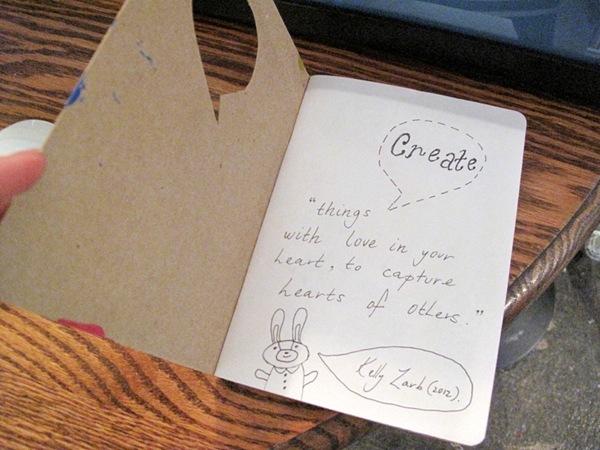 Create
"things
with love in your
heart, to capture
hearts of others."
Kelly Zarb (2012).